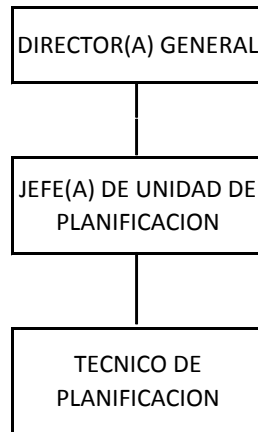 DIRECTOR(A) GENERAL
JEFE(A) DE UNIDAD DE
PLANIFICACION
TECNICO DE
PLANIFICACION